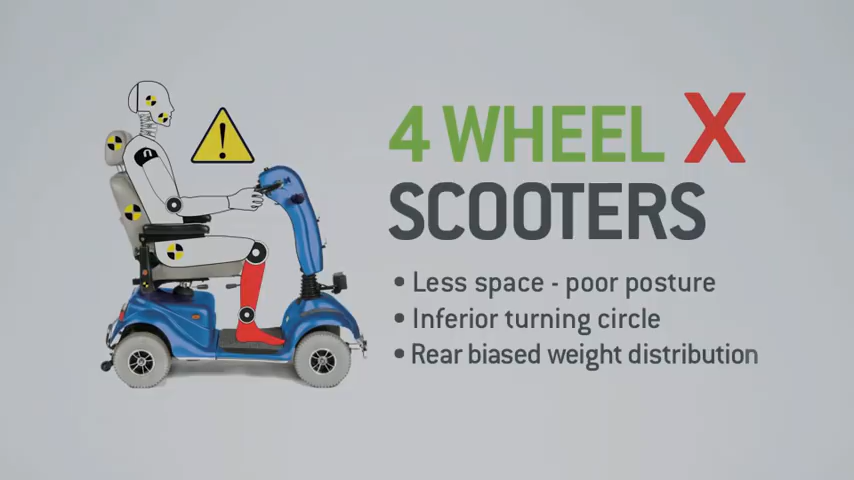 4 WHEEL X
SCOOTERS
• Less space - poor posture
• Inferior turning circle
• Rear biased weight distribution